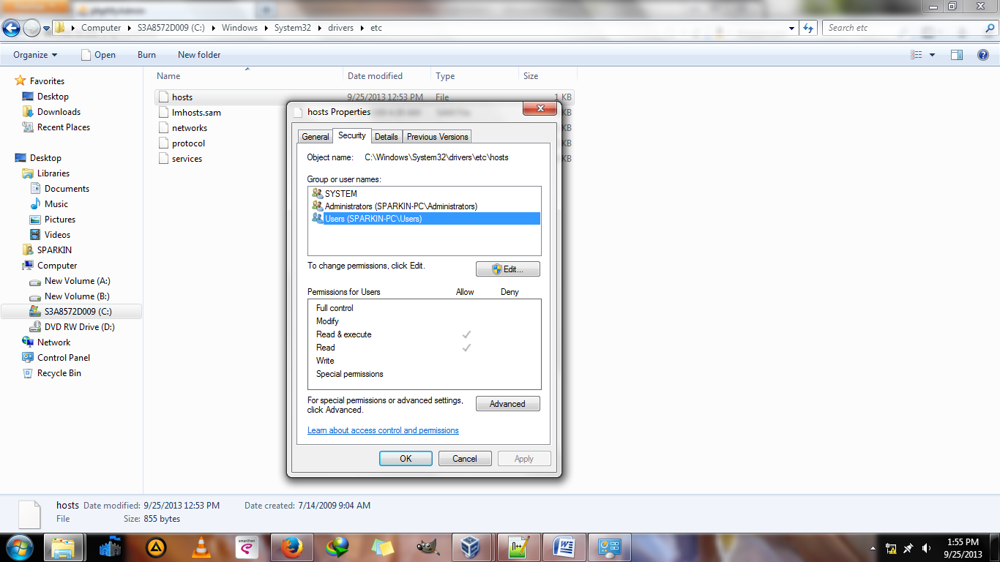 Computer S3A8572D009 (C:) Windows System32 drivers etc
Search etc
Organize Open Burn New folder
Name Date modified Type Size
Favorites
Desktop
Downloads
Recent Places
Desktop
Libraries
Documents
Music
Pictures
Videos
SPARKIN
Computer
New Volume (A:)
New Volume (B:)
S3A8572D009 (C:)
DVD RW Drive (D:)
Network
Control Panel
Recycle Bin
hosts 9/25/2013 12:53 PM File 1 KB
lmhosts.sam KB
networks KB
protocol KB
services KB
hosts Properties
General Security Details Previous Versions
Object name: C:\Windows\System32\drivers\etc\hosts
Group or user names:
SYSTEM
Administrators (SPARKIN-PC\Administrators)
Users (SPARKIN-PC\Users)
To change permissions, click Edit.
Edit...
Permissions for Users Allow Deny
Full control
Modify
Read & execute
Read
Write
Special permissions
For special permissions or advanced settings,
click Advanced.
Advanced
Learn about access control and permissions
OK Cancel Apply
hosts Date modified: 9/25/2013 12:53 PM Date created: 7/14/2009 9:04 AM
File Size: 855 bytes
smartfren
1:55 PM
9/25/2013